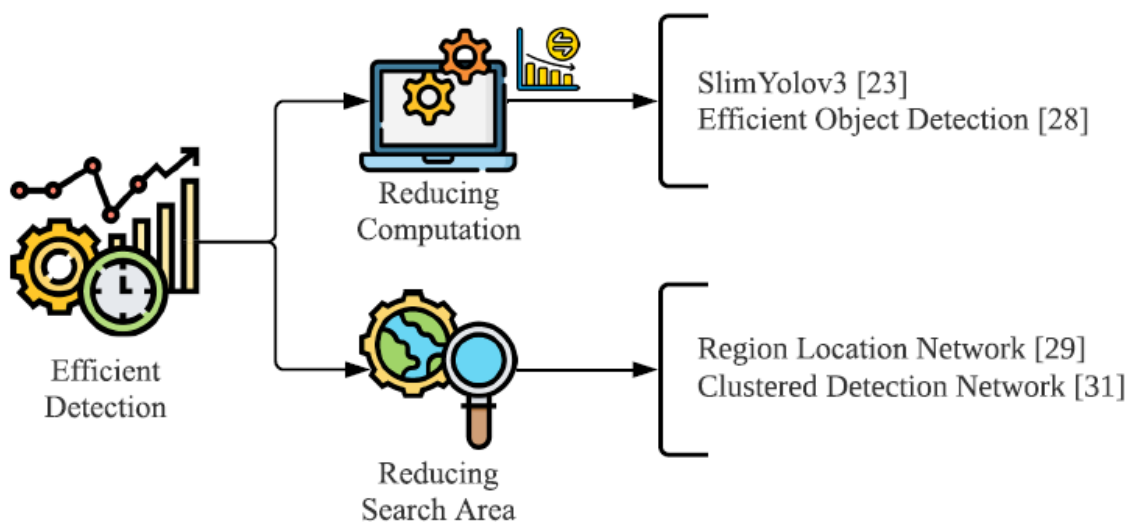 SlimYolov3 [23]
Efficient Object Detection [28]
Reducing
Computation
Efficient
Detection
Region Location Network [29]
Clustered Detection Network [31]
Reducing
Search Area